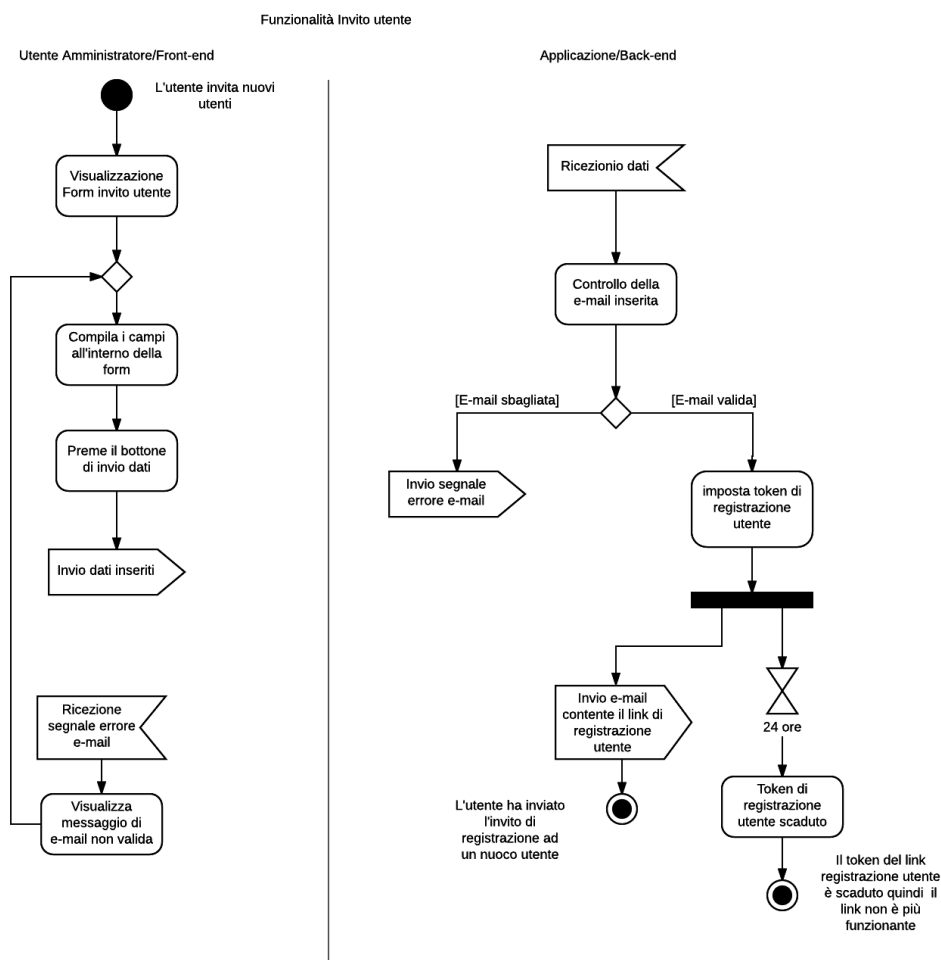 Funzionalità Invito utente
Utente Amministratore/Front-end
L'utente invita nuovi
utenti
Visualizzazione
Form invito utente
Compila i campi
all'interno della
form
Preme il bottone
di invio dati
Invio dati inseriti
Ricezione
segnale errore
e-mail
Visualizza
messaggio di
e-mail non valida
Applicazione/Back-end
Ricezionio dati
Controllo della
e-mail inserita
[E-mail sbagliata]
[E-mail valida]
Invio segnale
errore e-mail
imposta token di
registrazione
utente
Invio e-mail
contente il link di
registrazione
utente
24 ore
L'utente ha inviato
l'invito di
registrazione ad
un nuoco utente
Token di
registrazione
utente scaduto
Il token del link
registrazione utente
è scaduto quindi il
link non è più
funzionante